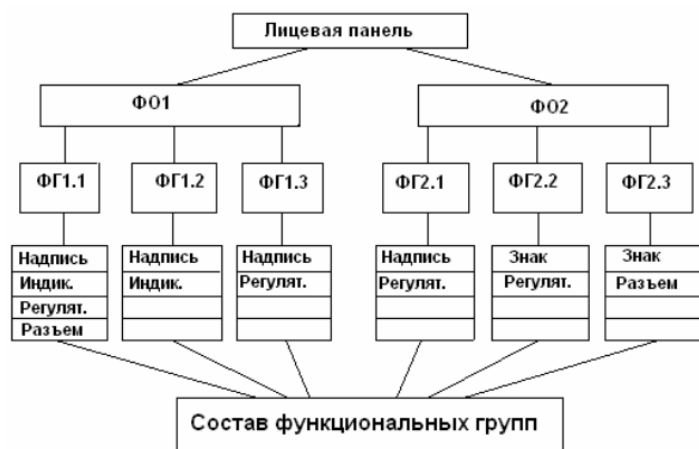 Лицевая панель
ФО1
ФО2
ФГ1.1
ФГ1.2
ФГ1.3
ФГ2.1
ФГ2.2
ФГ2.3
Надпись
Индик.
Регулят.
Разъем
Надпись
Индик.
Надпись
Регулят.
Надпись
Регулят.
Знак
Регулят.
Знак
Разъем
Состав функциональных групп